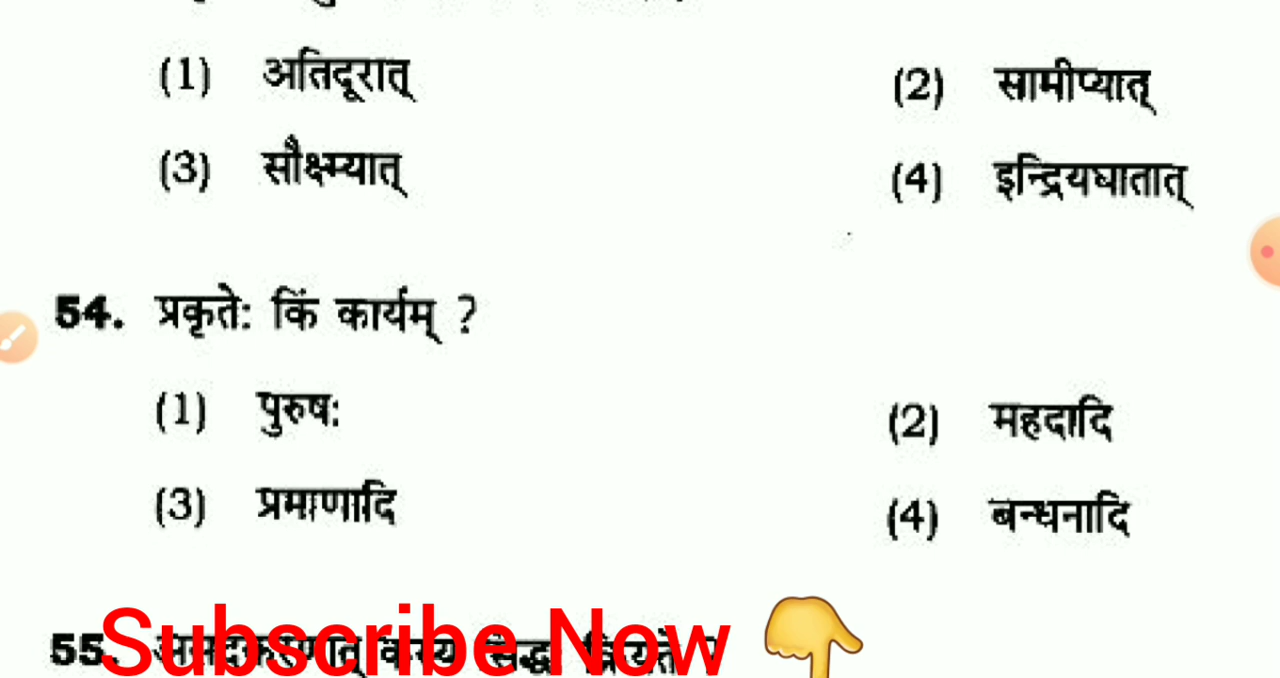 (1) अतिदूरात् (2) सामीप्यात्
(3) सौक्ष्म्यात् (4) इन्द्रियघातात्
54. प्रकृतेः किं कार्यम् ?
(1) पुरुषः (2) महदादि
(3) प्रमाणादि (4) बन्धनादि
55.
Subscribe Now